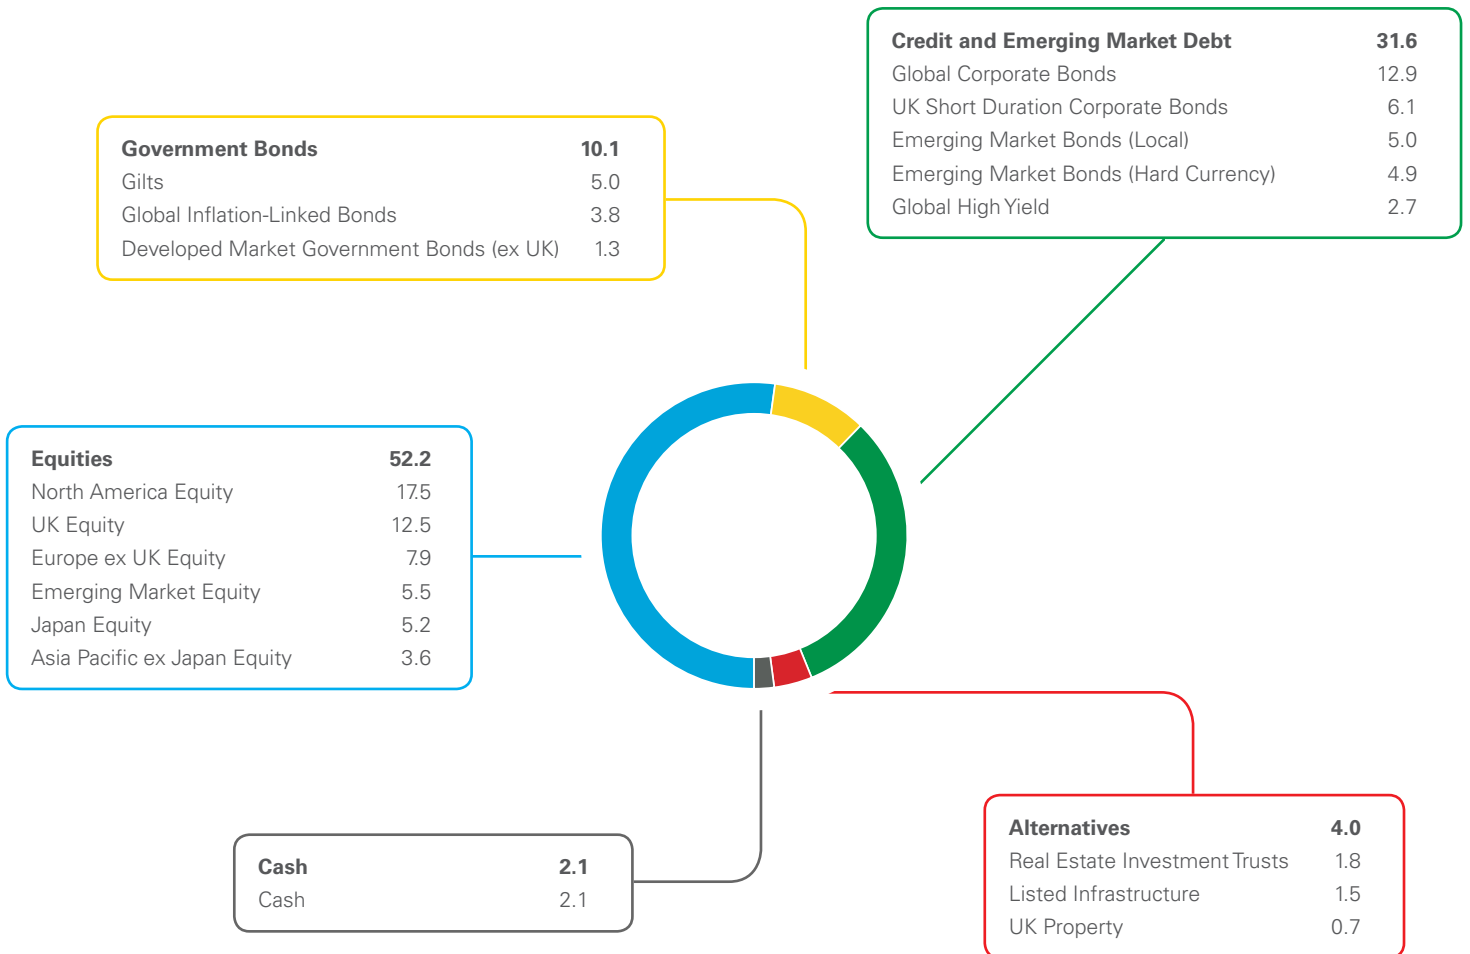 Credit and Emerging Market Debt 31.6
Global Corporate Bonds 12.9
UK Short Duration Corporate Bonds 6.1
Emerging Market Bonds (Local) 5.0
Emerging Market Bonds (Hard Currency) 4.9
Global High Yield 2.7
Government Bonds 10.1
Gilts 5.0
Global Inflation-Linked Bonds 3.8
Developed Market Government Bonds (ex UK) 1.3
Equities 52.2
North America Equity 17.5
UK Equity 12.5
Europe ex UK Equity 7.9
Emerging Market Equity 5.5
Japan Equity 5.2
Asia Pacific ex Japan Equity 3.6
Cash 2.1
Cash 2.1
Alternatives 4.0
Real Estate Investment Trusts 1.8
Listed Infrastructure 1.5
UK Property 0.7